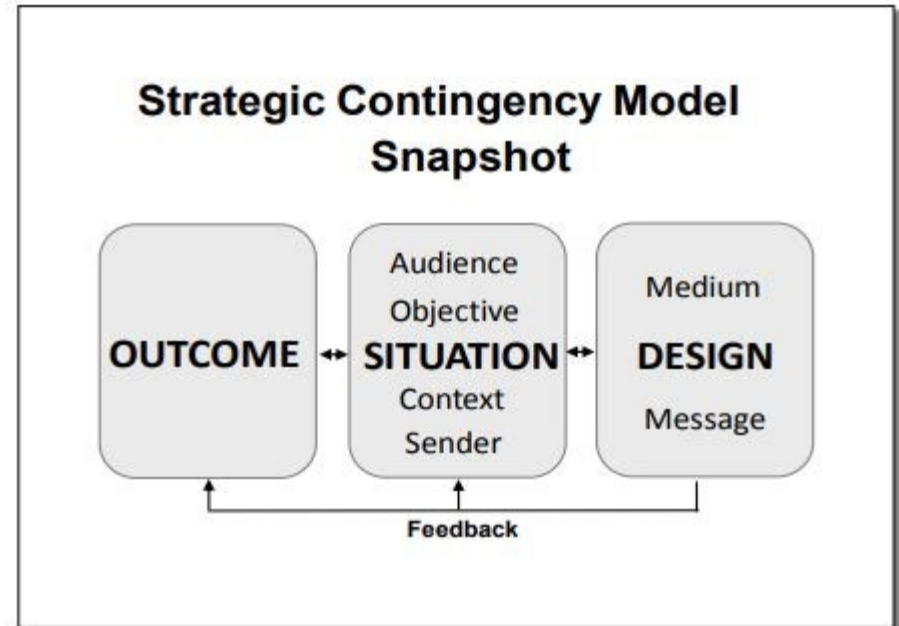 Strategic Contingency Model
Snapshot
OUTCOME
Audience
Objective
SITUATION
Context
Sender
Medium
DESIGN
Message
Feedback